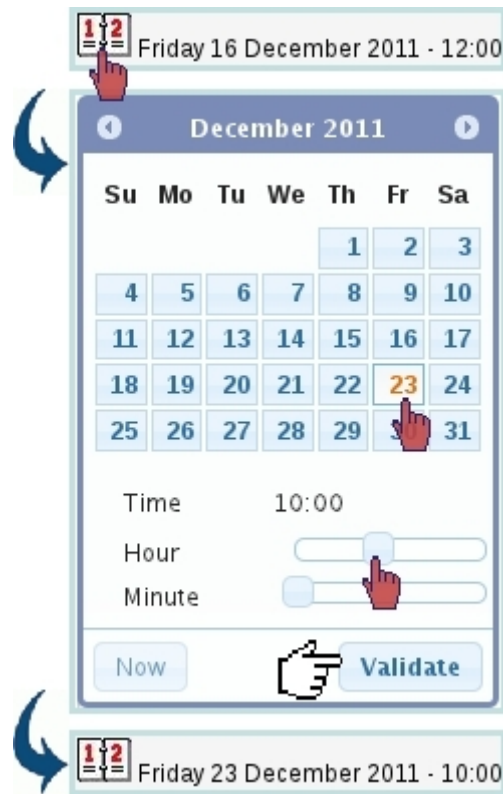 12 Friday 16 December 2011 - 12:00
December 2011
Su Mo Tu We Th Fr Sa
1 2 3
4 5 6 7 8 9 10
11 12 13 14 15 16 17
18 19 20 21 22 23 24
25 26 27 28 29 30 31
Time 10:00
Hour
Minute
Now Validate
12 Friday 23 December 2011 - 10:00